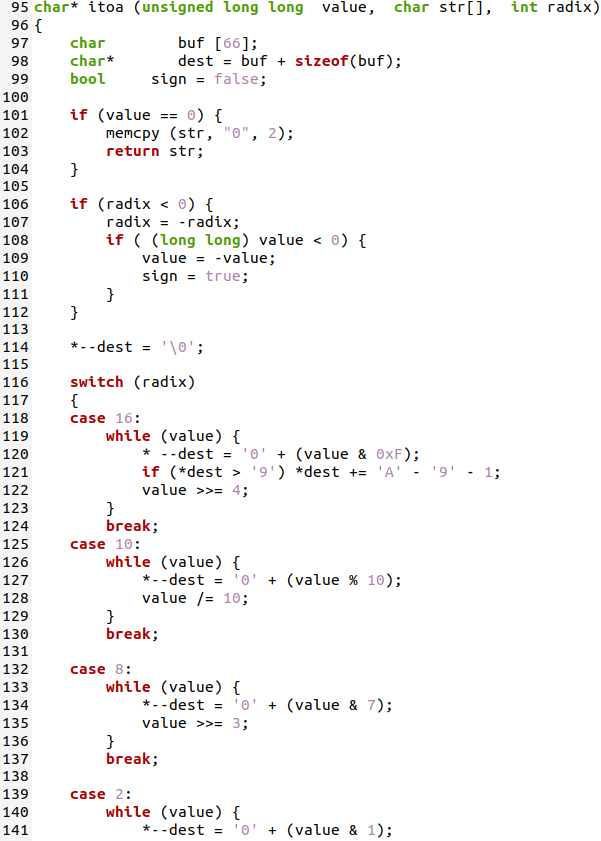 95 char* itoa (unsigned long long  value,  char str[],  int radix)
96 {
97     char        buf [66];
98     char*       dest = buf + sizeof(buf);
99     bool     sign = false;
100
101     if (value == 0) {
102         memcpy (str, "0", 2);
103         return str;
104     }
105
106     if (radix < 0) {
107         radix = -radix;
108         if ( (long long) value < 0) {
109             value = -value;
110             sign = true;
111         }
112     }
113
114     *--dest = '\0';
115
116     switch (radix)
117     {
118     case 16:
119         while (value) {
120             * --dest = '0' + (value & 0xF);
121             if (*dest > '9') *dest += 'A' - '9' - 1;
122             value >>= 4;
123         }
124         break;
125     case 10:
126         while (value) {
127             *--dest = '0' + (value % 10);
128             value /= 10;
129         }
130         break;
131
132     case 8:
133         while (value) {
134             *--dest = '0' + (value & 7);
135             value >>= 3;
136         }
137         break;
138
139     case 2:
140         while (value) {
141             *--dest = '0' + (value & 1);